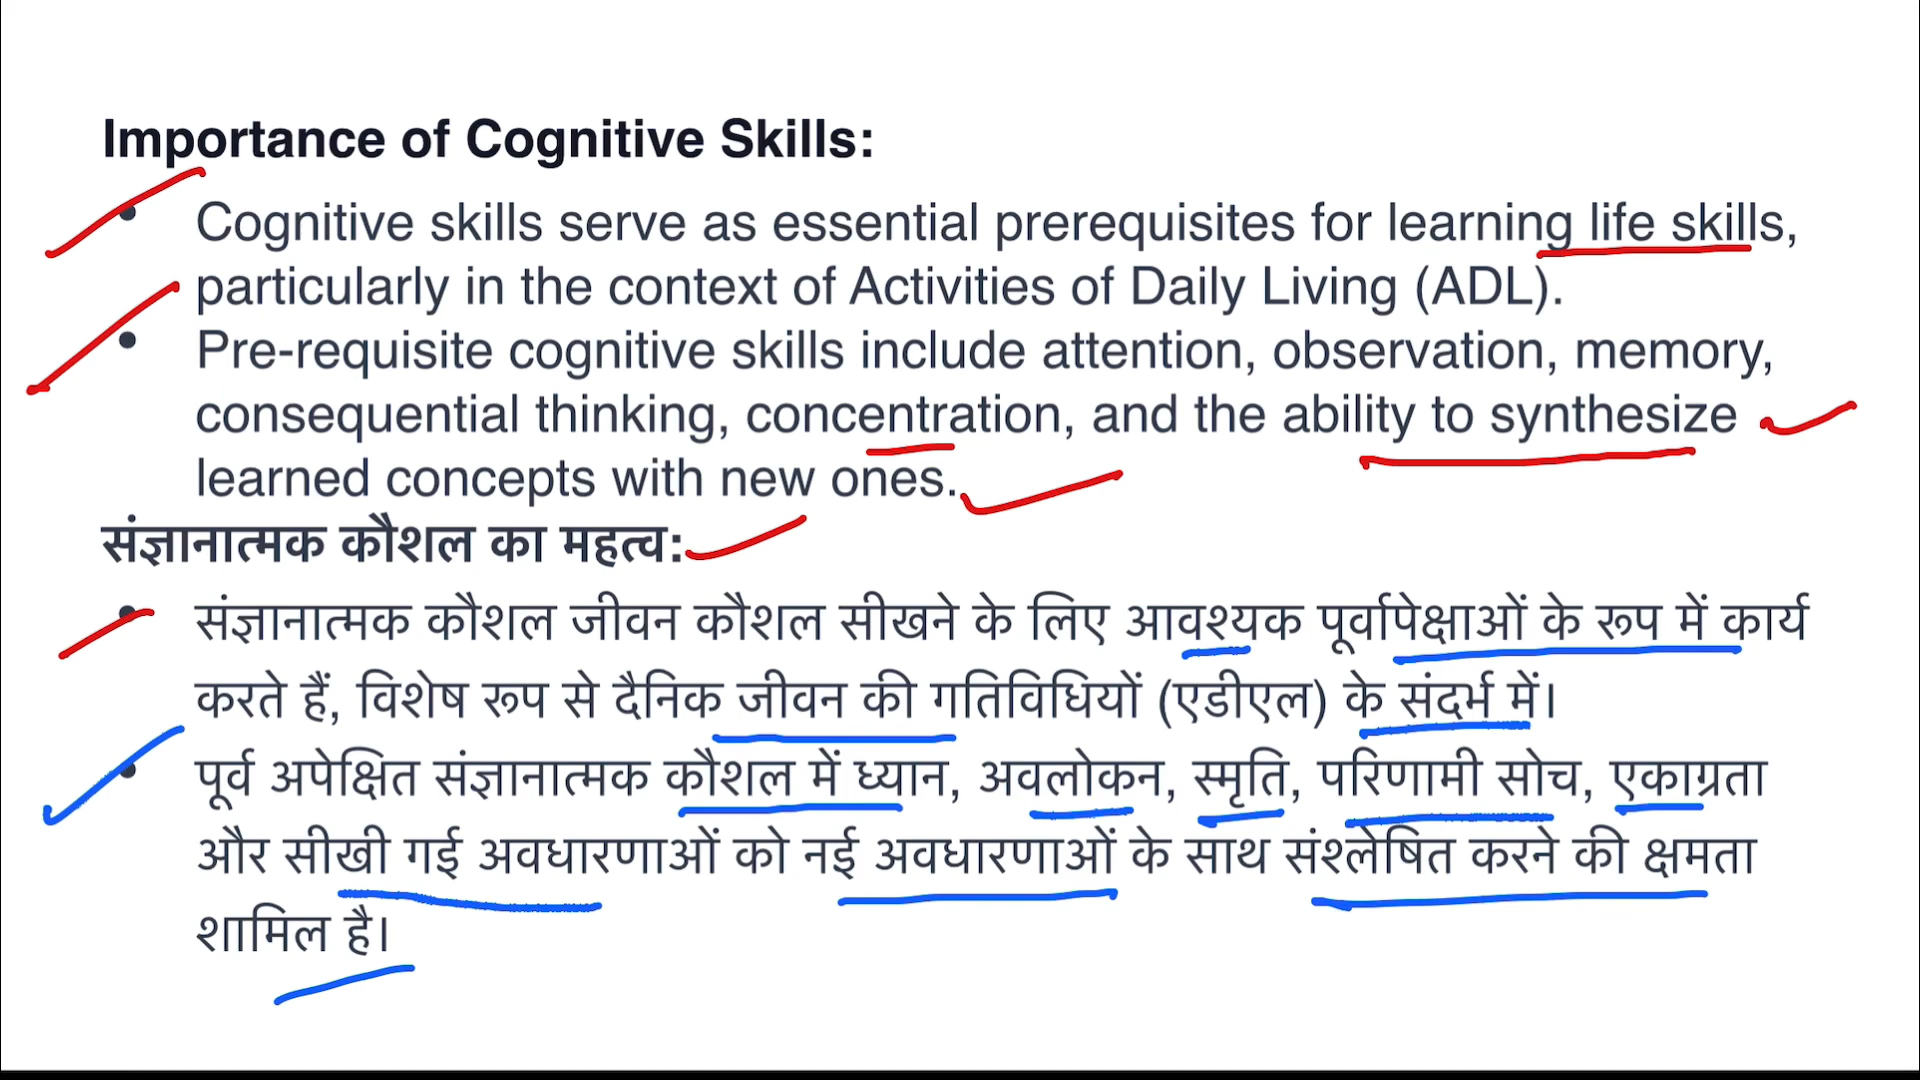 Importance of Cognitive Skills:
• Cognitive skills serve as essential prerequisites for learning life skills,
particularly in the context of Activities of Daily Living (ADL).
• Pre-requisite cognitive skills include attention, observation, memory,
consequential thinking, concentration, and the ability to synthesize
learned concepts with new ones.
संज्ञानात्मक कौशल का महत्व:
• संज्ञानात्मक कौशल जीवन कौशल सीखने के लिए आवश्यक पूर्वापेक्षाओं के रूप में कार्य
करते हैं, विशेष रूप से दैनिक जीवन की गतिविधियों (एडीएल) के संदर्भ में।
• पूर्व अपेक्षित संज्ञानात्मक कौशल में ध्यान, अवलोकन, स्मृति, परिणामी सोच, एकाग्रता
और सीखी गई अवधारणाओं को नई अवधारणाओं के साथ संश्लेषित करने की क्षमता
शामिल है।